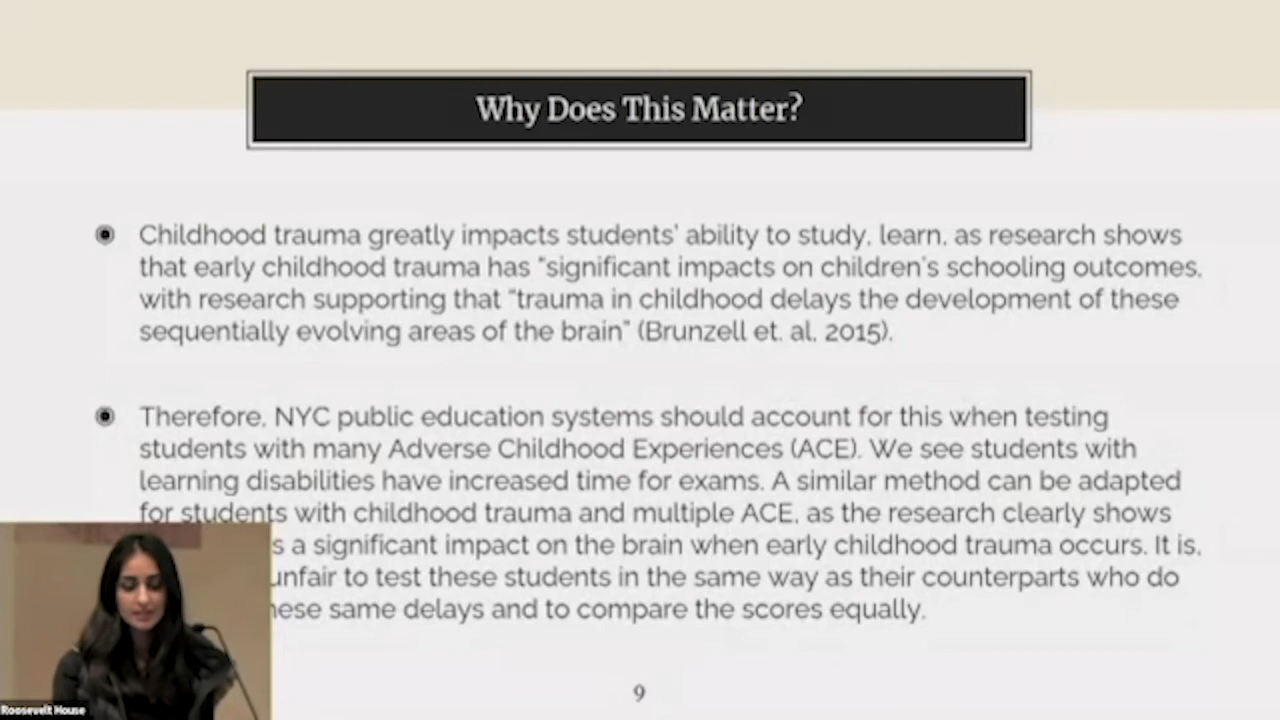 Why Does This Matter?
Childhood trauma greatly impacts students' ability to study, learn, as research shows
that early childhood trauma has "significant impacts on children's schooling outcomes,
with research supporting that "trauma in childhood delays the development of these
sequentially evolving areas of the brain" (Brunzell et. al, 2015).
Therefore, NYC public education systems should account for this when testing
students with many Adverse Childhood Experiences (ACE). We see students with
learning disabilities have increased time for exams. A similar method can be adapted
for students with childhood trauma and multiple ACE, as the research clearly shows
a significant impact on the brain when early childhood trauma occurs. It is,
unfair to test these students in the same way as their counterparts who do
same delays and to compare the scores equally.
Roosevelt House
9